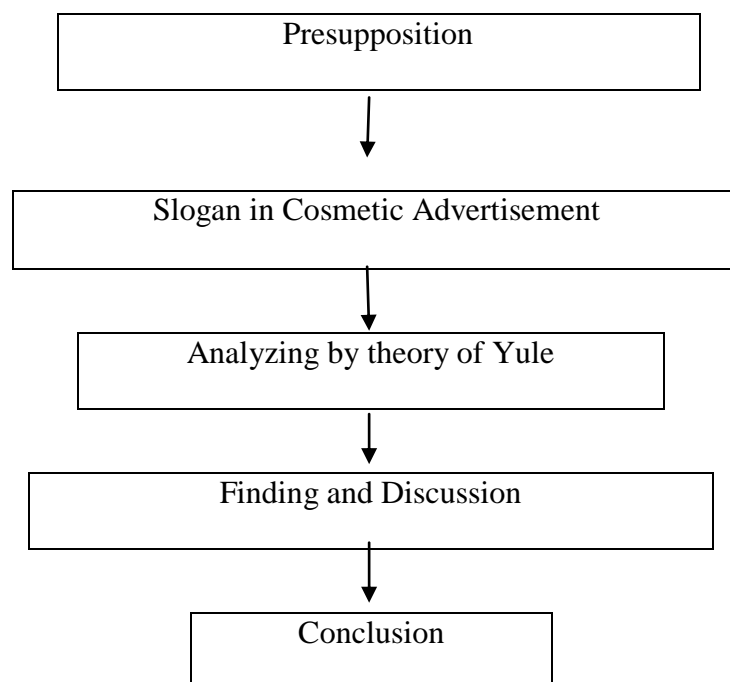 Presupposition
Slogan in Cosmetic Advertisement
Analyzing by theory of Yule
Finding and Discussion
Conclusion